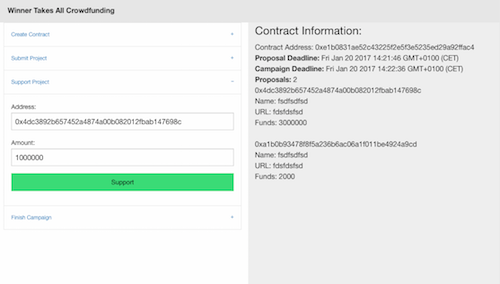 Winner Takes All Crowdfunding
Create Contract +
Submit Project +
Support Project −
Address:
0x4dc3892b657452a4874a00b082012fbab147698c
Amount:
1000000
Support
Finish Campaign +
Contract Information:
Contract Address: 0xe1b0831ae52c43225f2e5f3e5235ed29a92ffac4
Proposal Deadline: Fri Jan 20 2017 14:21:46 GMT+0100 (CET)
Campaign Deadline: Fri Jan 20 2017 14:22:36 GMT+0100 (CET)
Proposals: 2
0x4dc3892b657452a4874a00b082012fbab147698c
Name: fsdfsdfsd
URL: fdsfdsfsd
Funds: 3000000
0xa1b0b93478f8f5a236b6ac06a1f011be4924a9cd
Name: fsdfsdfsd
URL: fdsfdsfsd
Funds: 2000